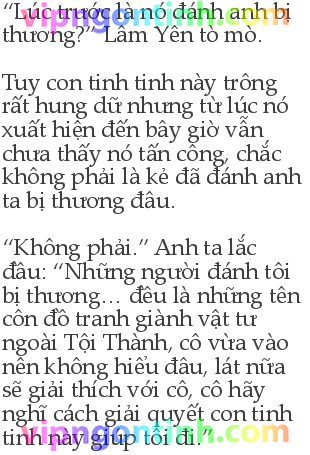 “Lúc trước là nó đánh anh bị
thương?” Lâm Yên tò mò.
Tuy con tinh tinh này trông
rất hung dữ nhưng từ lúc nó
xuất hiện đến bây giờ vẫn
chưa thấy nó tấn công, chắc
không phải là kẻ đã đánh anh
ta bị thương đâu.
“Không phải.” Anh ta lắc
đầu: “Những người đánh tôi
bị thương... đều là những tên
côn đồ tranh giành vật tư
ngoài Tội Thành, cô vừa vào
nên không hiểu đâu, lát nữa
sẽ giải thích với cô, cô hãy
nghĩ cách giải quyết con tinh
tinh này giúp tôi đi.”
vipngontinh.com
vipngontinh.com